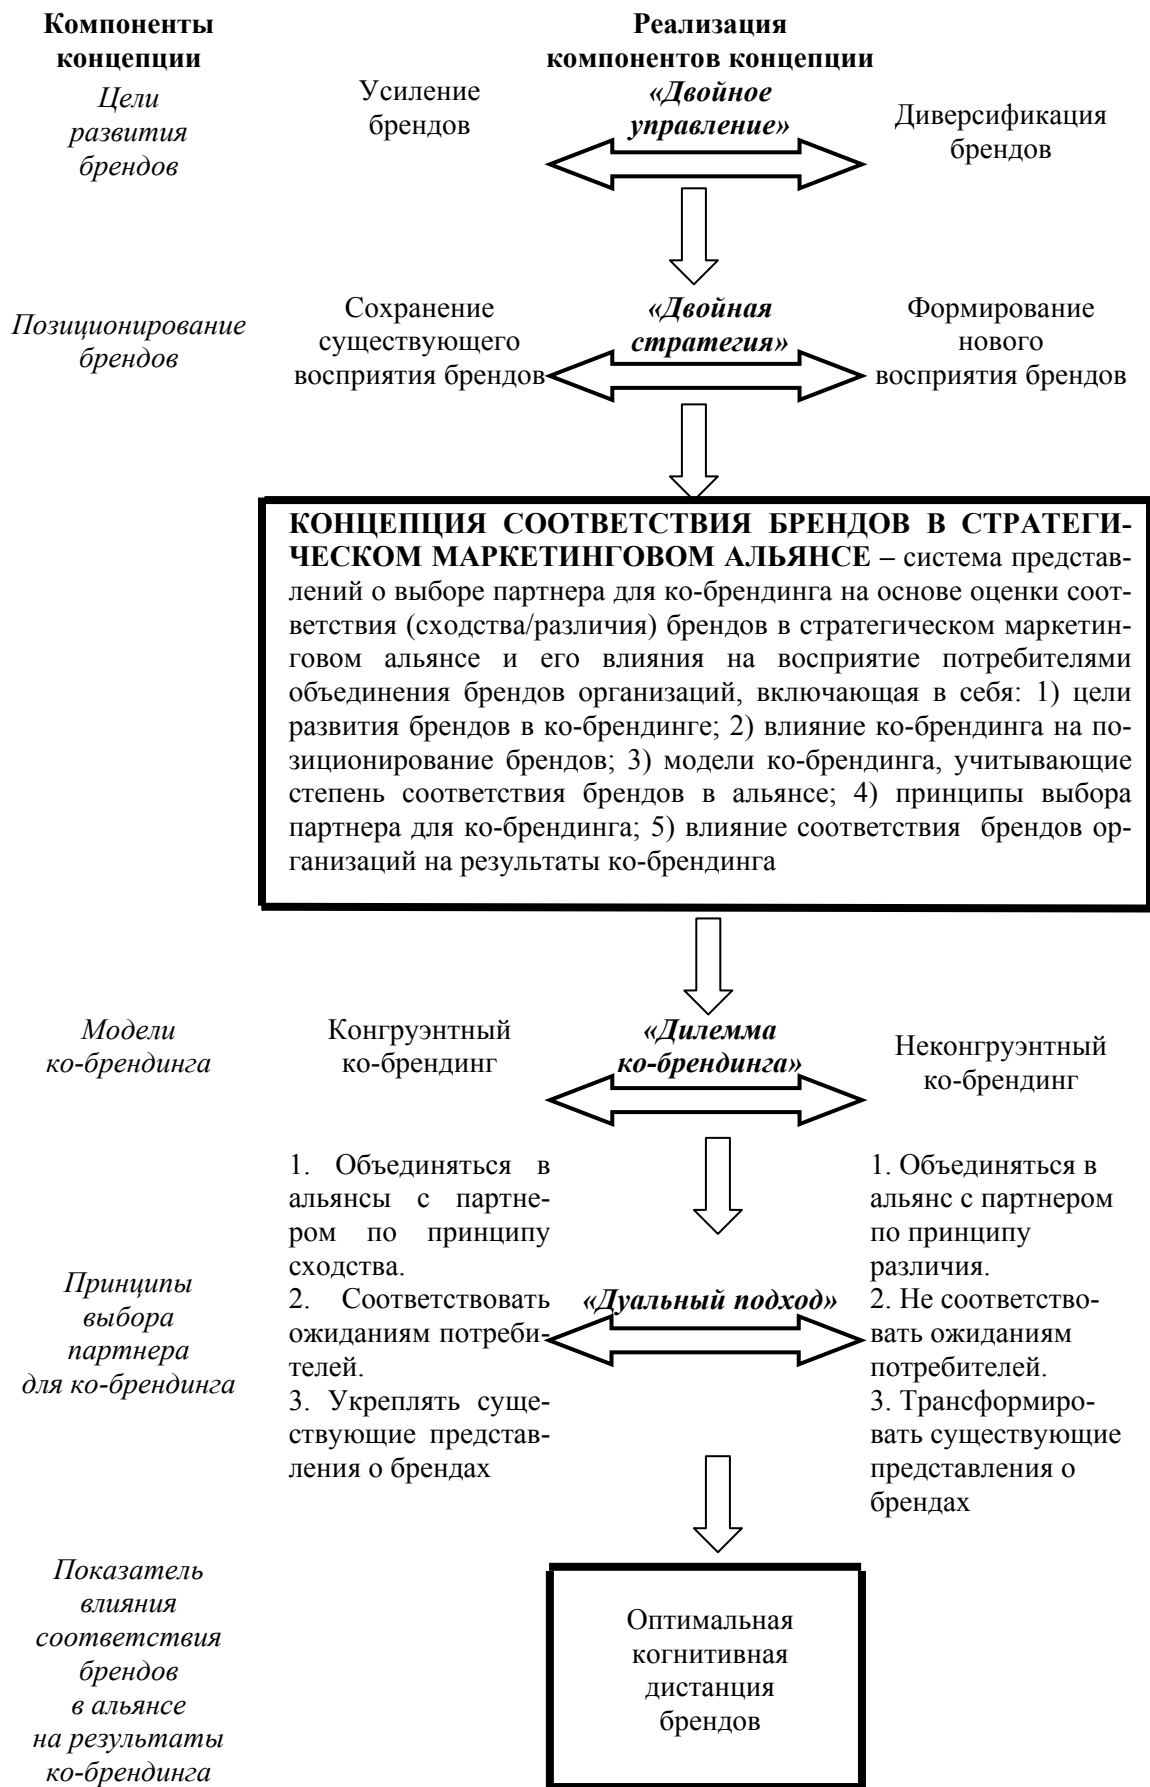 Компоненты
концепции
Реализация
компонентов концепции
Цели
развития
брендов
Усиление
брендов
«Двойное
управление»
Диверсификация
брендов
Позиционирование
брендов
Сохранение
существующего
восприятия брендов
«Двойная
стратегия»
Формирование
нового
восприятия брендов
КОНЦЕПЦИЯ СООТВЕТСТВИЯ БРЕНДОВ В СТРАТЕГИ-
ЧЕСКОМ МАРКЕТИНГОВОМ АЛЬЯНСЕ – система представ-
лений о выборе партнера для ко-брендинга на основе оценки соот-
ветствия (сходства/различия) брендов в стратегическом маркетин-
говом альянсе и его влияния на восприятие потребителями
объединения брендов организаций, включающая в себя: 1) цели
развития брендов в ко-брендинге; 2) влияние ко-брендинга на по-
зиционирование брендов; 3) модели ко-брендинга, учитывающие
степень соответствия брендов в альянсе; 4) принципы выбора
партнера для ко-брендинга; 5) влияние соответствия брендов ор-
ганизаций на результаты ко-брендинга
Модели
ко-брендинга
Конгруэнтный
ко-брендинг
«Дилемма
ко-брендинга»
Неконгруэнтный
ко-брендинг
Принципы
выбора
партнера
для ко-брендинга
1. Объединяться в
альянсы с партне-
ром по принципу
сходства.
2. Соответствовать
ожиданиям потреби-
телей.
3. Укреплять суще-
ствующие представ-
ления о брендах
«Дуальный подход»
1. Объединяться в
альянс с партнером
по принципу
различия.
2. Не соответство-
вать ожиданиям
потребителей.
3. Трансформиро-
вать существующие
представления о
брендах
Показатель
влияния
соответствия
брендов
в альянсе
на результаты
ко-брендинга
Оптимальная
когнитивная
дистанция
брендов